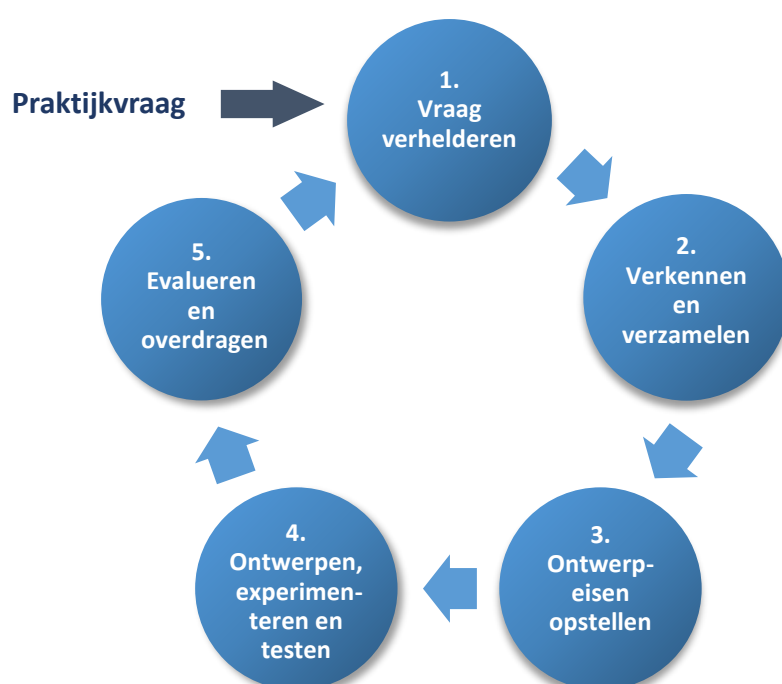 Praktijkvraag
1.
Vraag
verhelderen
2.
Verkennen
en
verzamelen
3.
Ontwerp-
eisen
opstellen
4.
Ontwerpen,
experimen-
teren en
testen
5.
Evalueren
en
overdragen